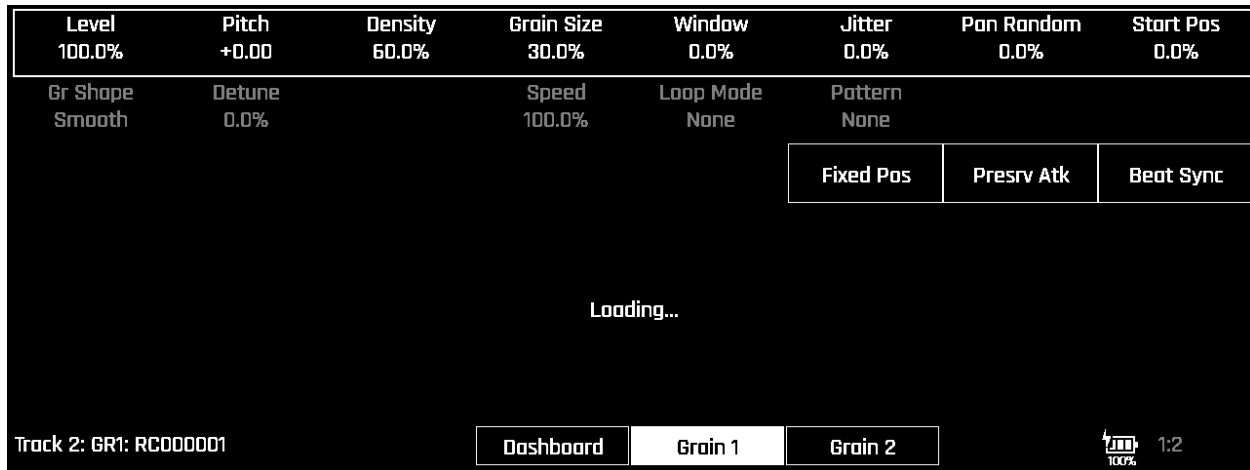 Level Pitch Density Grain Size Window Jitter Pan Random Start Pos
100.0% +0.00 60.0% 30.0% 0.0% 0.0% 0.0% 0.0%
Gr Shape Detune Speed Loop Mode Pattern
Smooth 0.0% 100.0% None None
Fixed Pos Presrv Atk Beat Sync
Loading...
Track 2: GR1: RC000001 Dashboard Grain 1 Grain 2 100% 1:2